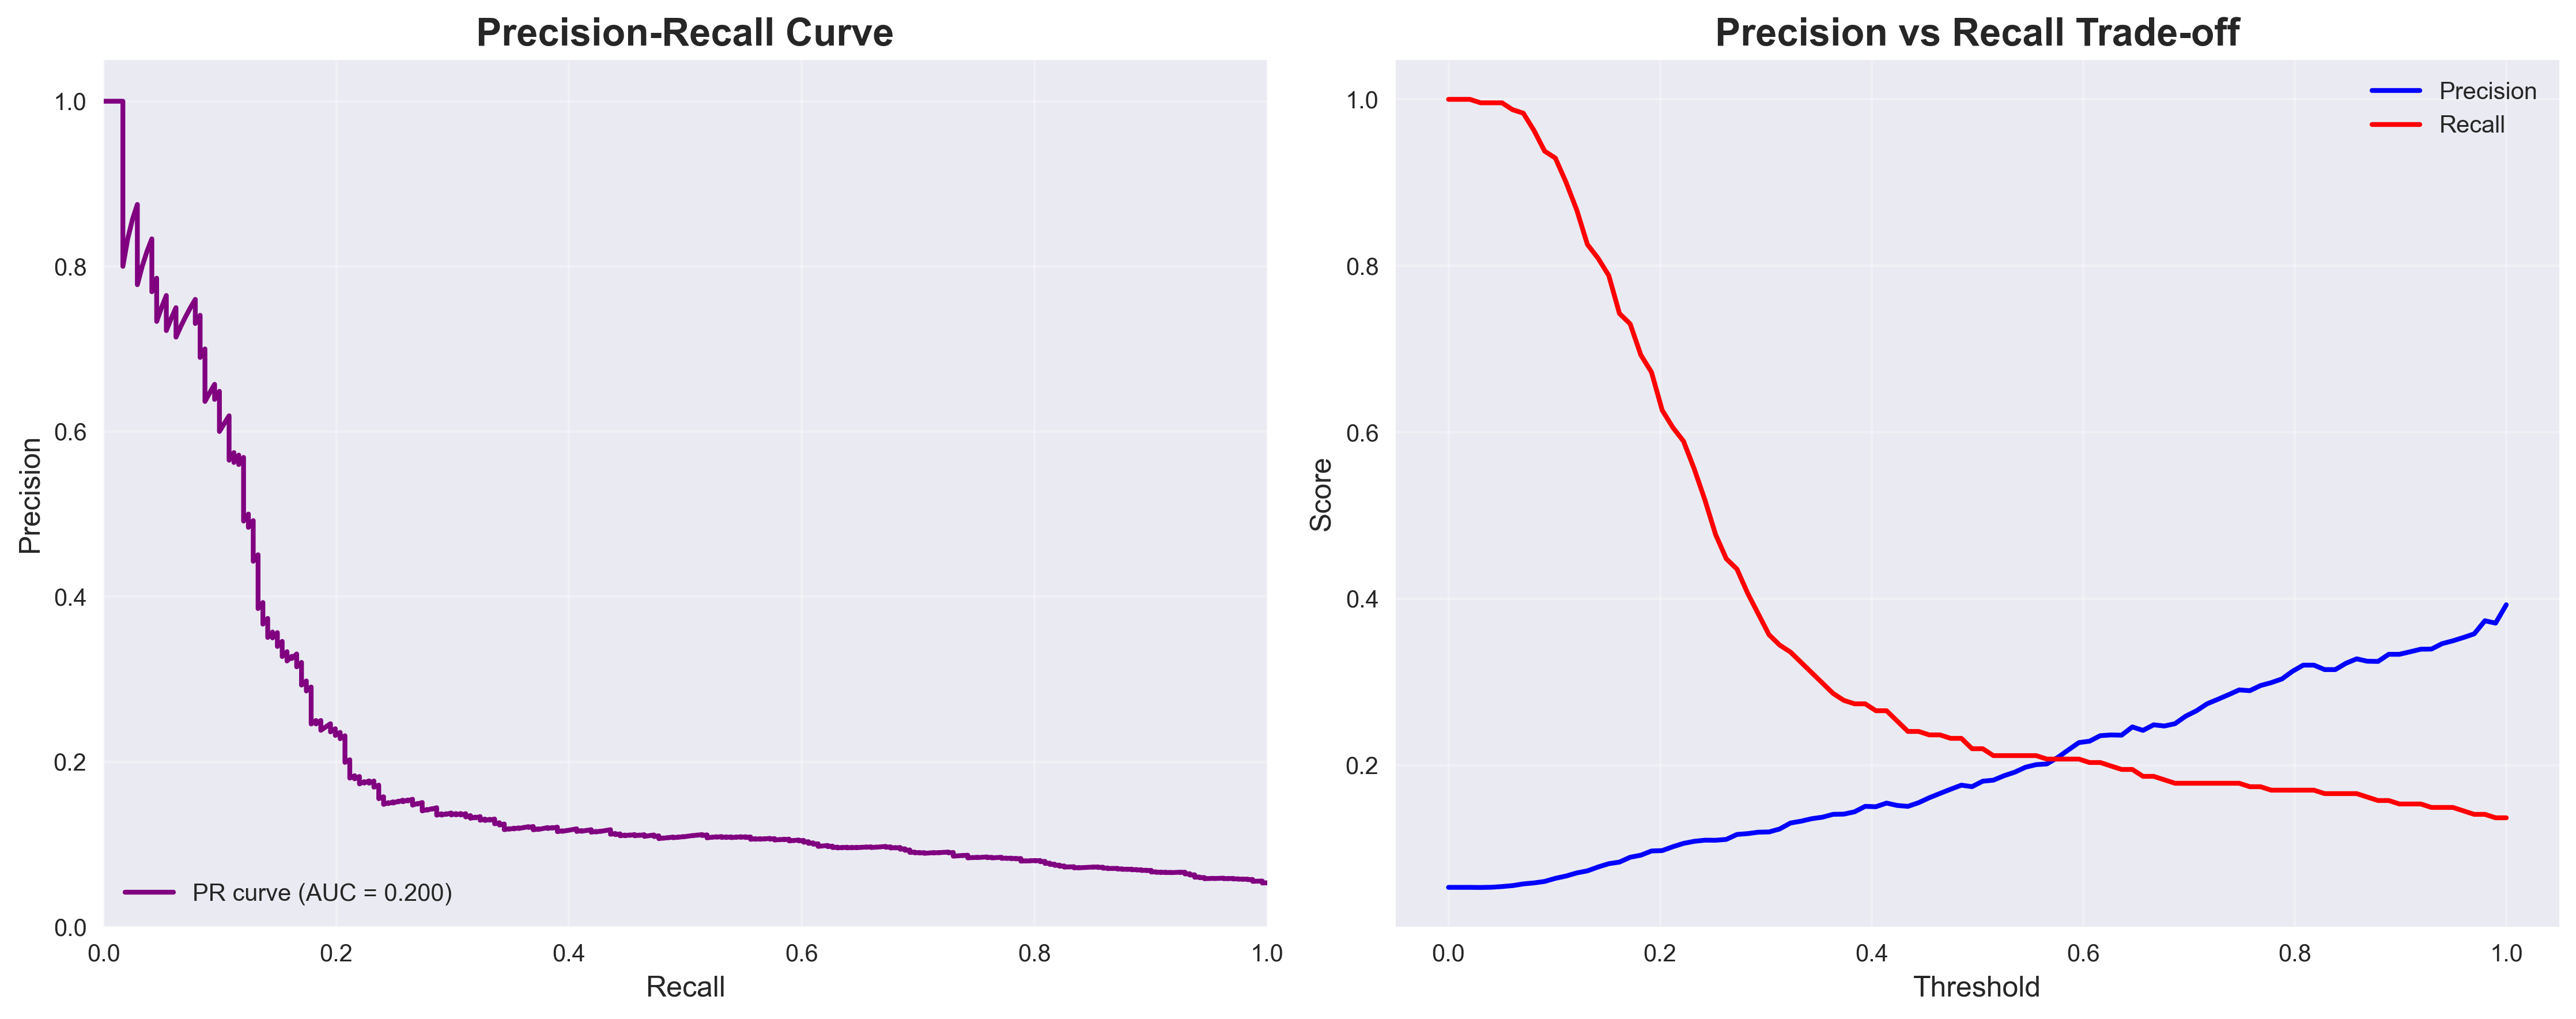 Precision-Recall Curve
1.0
0.8
0.6
0.4
0.2
0.0
Precision
0.0 0.2 0.4 0.6 0.8 1.0
Recall
PR curve (AUC = 0.200)
Precision vs Recall Trade-off
1.0
0.8
0.6
0.4
0.2
Score
0.0 0.2 0.4 0.6 0.8 1.0
Threshold
Precision
Recall